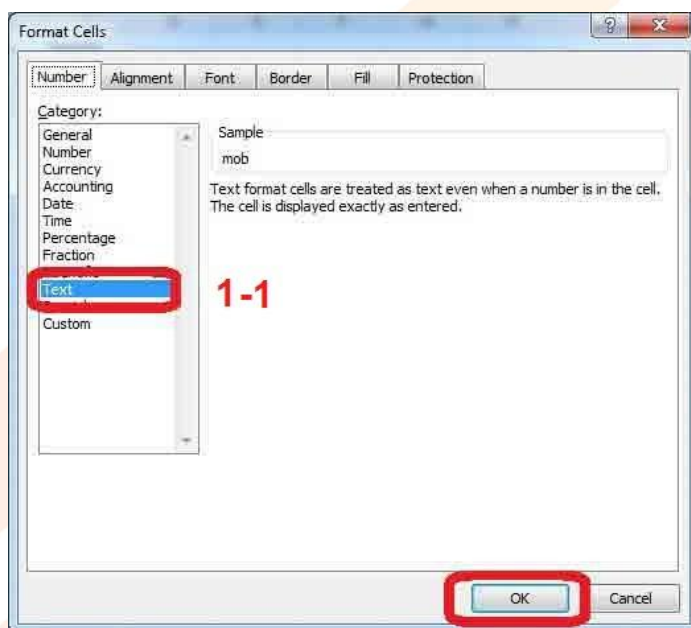 Format Cells
Number Alignment Font Border Fill Protection
Category:
General
Number
Currency
Accounting
Date
Time
Percentage
Fraction
Text
Custom
Sample
mob
Text format cells are treated as text even when a number is in the cell.
The cell is displayed exactly as entered.
1-1
OK Cancel